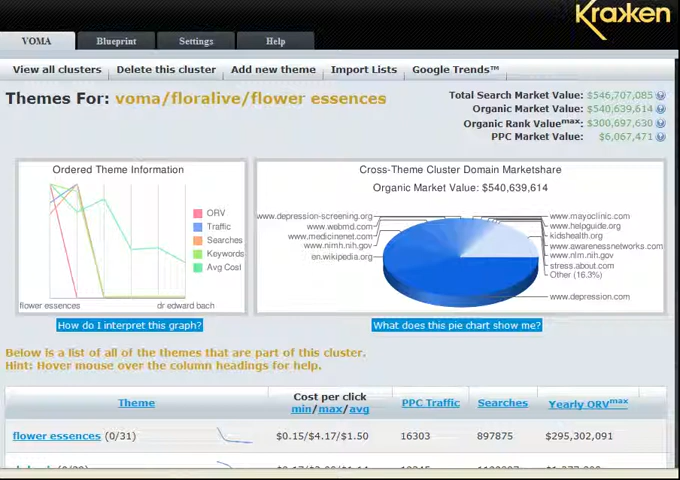 Kraken
VOMA
Blueprint
Settings
Help
View all clusters
Delete this cluster
Add new theme
Import Lists
Google Trends™
Themes For: voma/floralive/flower essences
Total Search Market Value: $546,707,085
Organic Market Value: $540,639,614
Organic Rank Value max: $300,697,630
PPC Market Value: $6,067,471
Ordered Theme Information
ORV
Traffic
Searches
Keywords
Avg Cost
flower essences
dr edward bach
How do I interpret this graph?
Cross-Theme Cluster Domain Marketshare
Organic Market Value: $540,639,614
www.depression-screening.org
www.webmd.com
www.medicinenet.com
www.nimh.nih.gov
en.wikipedia.org
www.mayoclinic.com
www.helpguide.org
kidshealth.org
www.awarenessnetworks.com
www.nlm.nih.gov
stress.about.com
Other (16.3%)
www.depression.com
What does this pie chart show me?
Below is a list of all of the themes that are part of this cluster.
Hint: Hover mouse over the column headings for help.
Theme
Cost per click
min/max/avg
PPC Traffic
Searches
Yearly ORV max
flower essences (0/31)
$0.15/$4.17/$1.50
16303
897875
$295,302,091